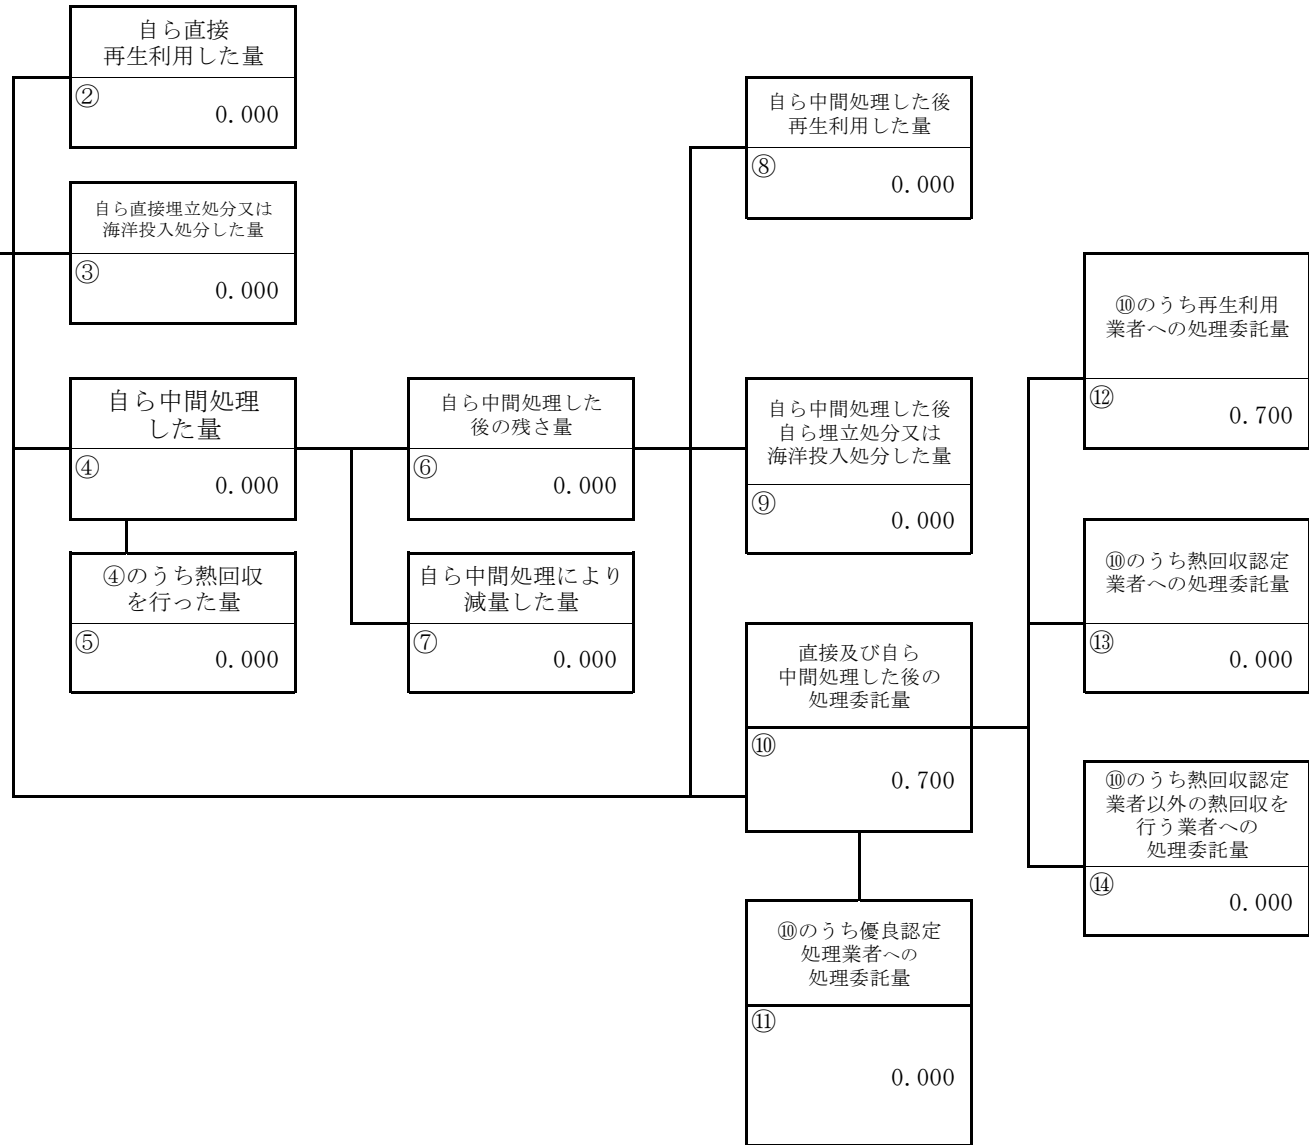 自ら直接
再生利用した量
②
0.000
自ら直接埋立処分又は
海洋投入処分した量
③
0.000
自ら中間処理
した量
④
0.000
④のうち熱回収
を行った量
⑤
0.000
自ら中間処理した
後の残さ量
⑥
0.000
自ら中間処理により
減量した量
⑦
0.000
自ら中間処理した後
再生利用した量
⑧
0.000
自ら中間処理した後
自ら埋立処分又は
海洋投入処分した量
⑨
0.000
直接及び自ら
中間処理した後の
処理委託量
⑩
0.700
⑩のうち優良認定
処理業者への
処理委託量
⑪
0.000
⑩のうち再生利用
業者への処理委託量
⑫
0.700
⑩のうち熱回収認定
業者への処理委託量
⑬
0.000
⑩のうち熱回収認定
業者以外の熱回収を
行う業者への
処理委託量
⑭
0.000